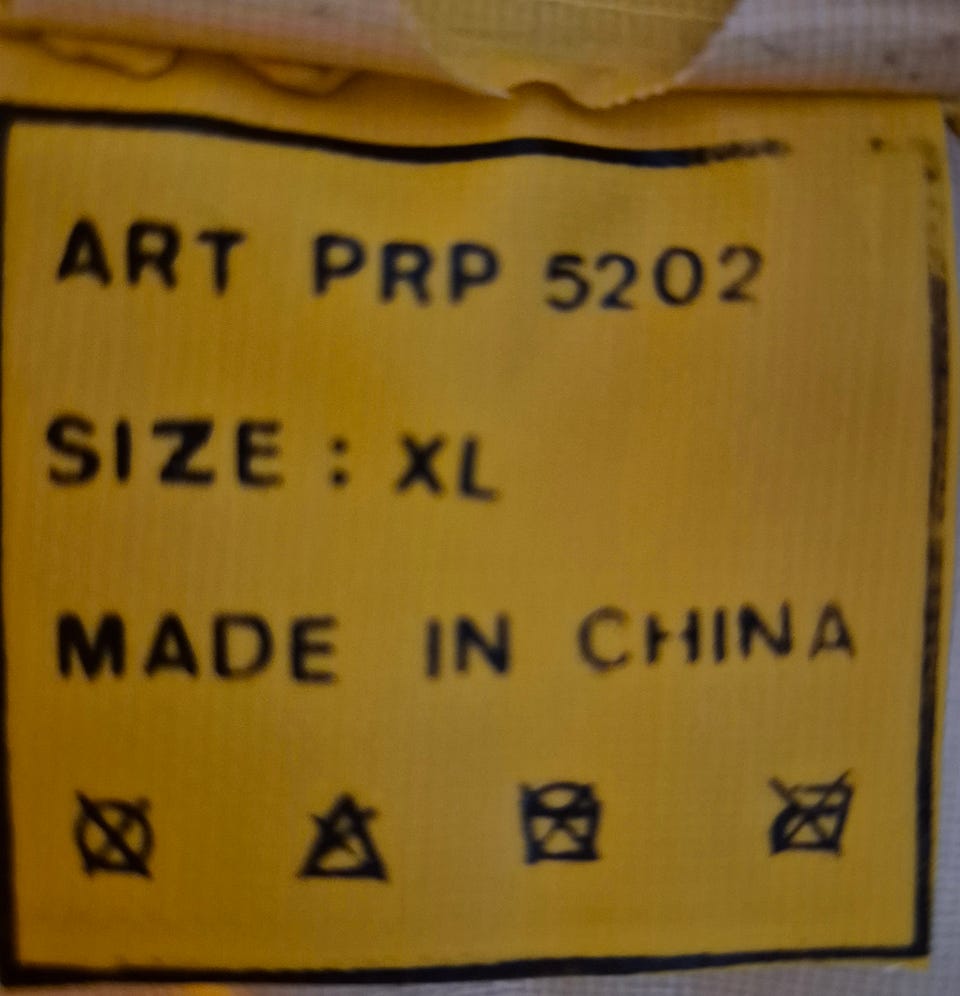 ART PRP 5202
SIZE : XL
MADE IN CHINA